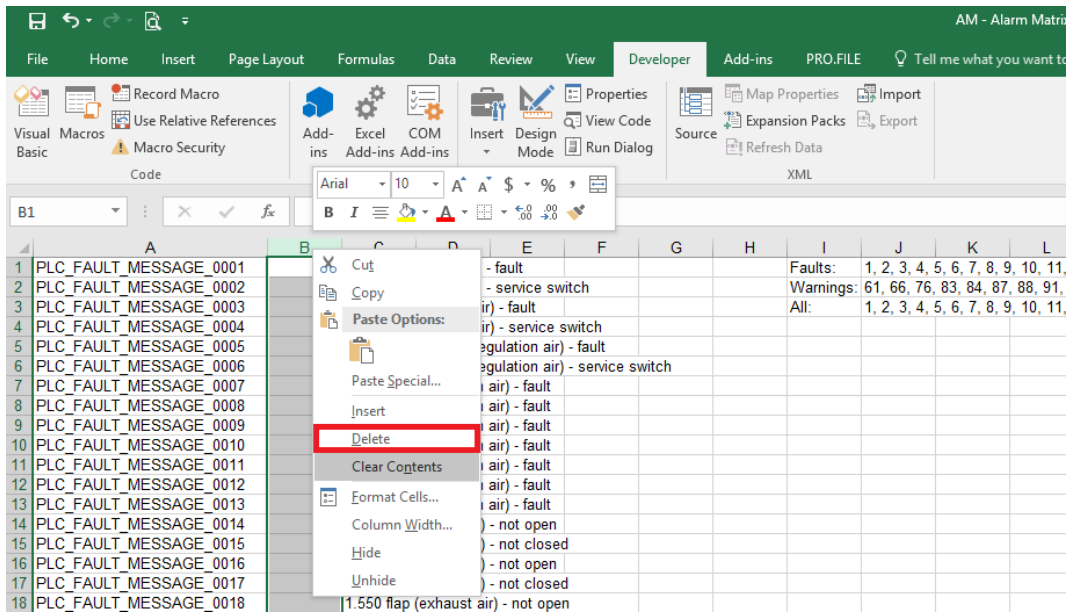 AM - Alarm Matri
File Home Insert Page Layout Formulas Data Review View Developer Add-ins PRO.FILE Tell me what you want to
Visual Basic
Macros
Record Macro
Use Relative References
Macro Security
Code
Add-ins
Excel Add-ins
COM Add-ins
Insert
Design Mode
Properties
View Code
Run Dialog
Source
Map Properties
Expansion Packs
Refresh Data
Import
Export
XML
Arial 10 A A $ % ,
B I A .00 .00
B1 fx
A B C D E F G H I J K L
1 PLC_FAULT_MESSAGE_0001 - fault Faults: 1, 2, 3, 4, 5, 6, 7, 8, 9, 10, 11,
2 PLC_FAULT_MESSAGE_0002 - service switch Warnings: 61, 66, 76, 83, 84, 87, 88, 91,
3 PLC_FAULT_MESSAGE_0003 ir) - fault All: 1, 2, 3, 4, 5, 6, 7, 8, 9, 10, 11,
4 PLC_FAULT_MESSAGE_0004 ir) - service switch
5 PLC_FAULT_MESSAGE_0005 egulation air) - fault
6 PLC_FAULT_MESSAGE_0006 egulation air) - service switch
7 PLC_FAULT_MESSAGE_0007 air) - fault
8 PLC_FAULT_MESSAGE_0008 air) - fault
9 PLC_FAULT_MESSAGE_0009 air) - fault
10 PLC_FAULT_MESSAGE_0010 air) - fault
11 PLC_FAULT_MESSAGE_0011 air) - fault
12 PLC_FAULT_MESSAGE_0012 air) - fault
13 PLC_FAULT_MESSAGE_0013 air) - fault
14 PLC_FAULT_MESSAGE_0014 ) - not open
15 PLC_FAULT_MESSAGE_0015 ) - not closed
16 PLC_FAULT_MESSAGE_0016 ) - not open
17 PLC_FAULT_MESSAGE_0017 ) - not closed
18 PLC_FAULT_MESSAGE_0018 1.550 flap (exhaust air) - not open
Cut
Copy
Paste Options:
Paste Special...
Insert
Delete
Clear Contents
Format Cells...
Column Width...
Hide
Unhide